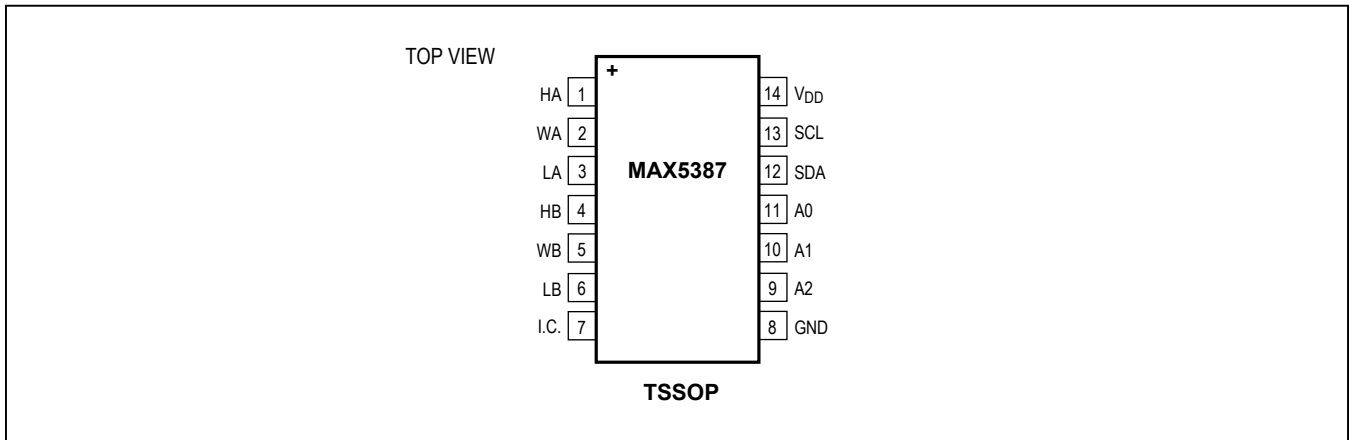 TOP VIEW
+
HA 1
WA 2
LA 3
HB 4
WB 5
LB 6
I.C. 7
MAX5387
14 VDD
13 SCL
12 SDA
11 A0
10 A1
9 A2
8 GND
TSSOP